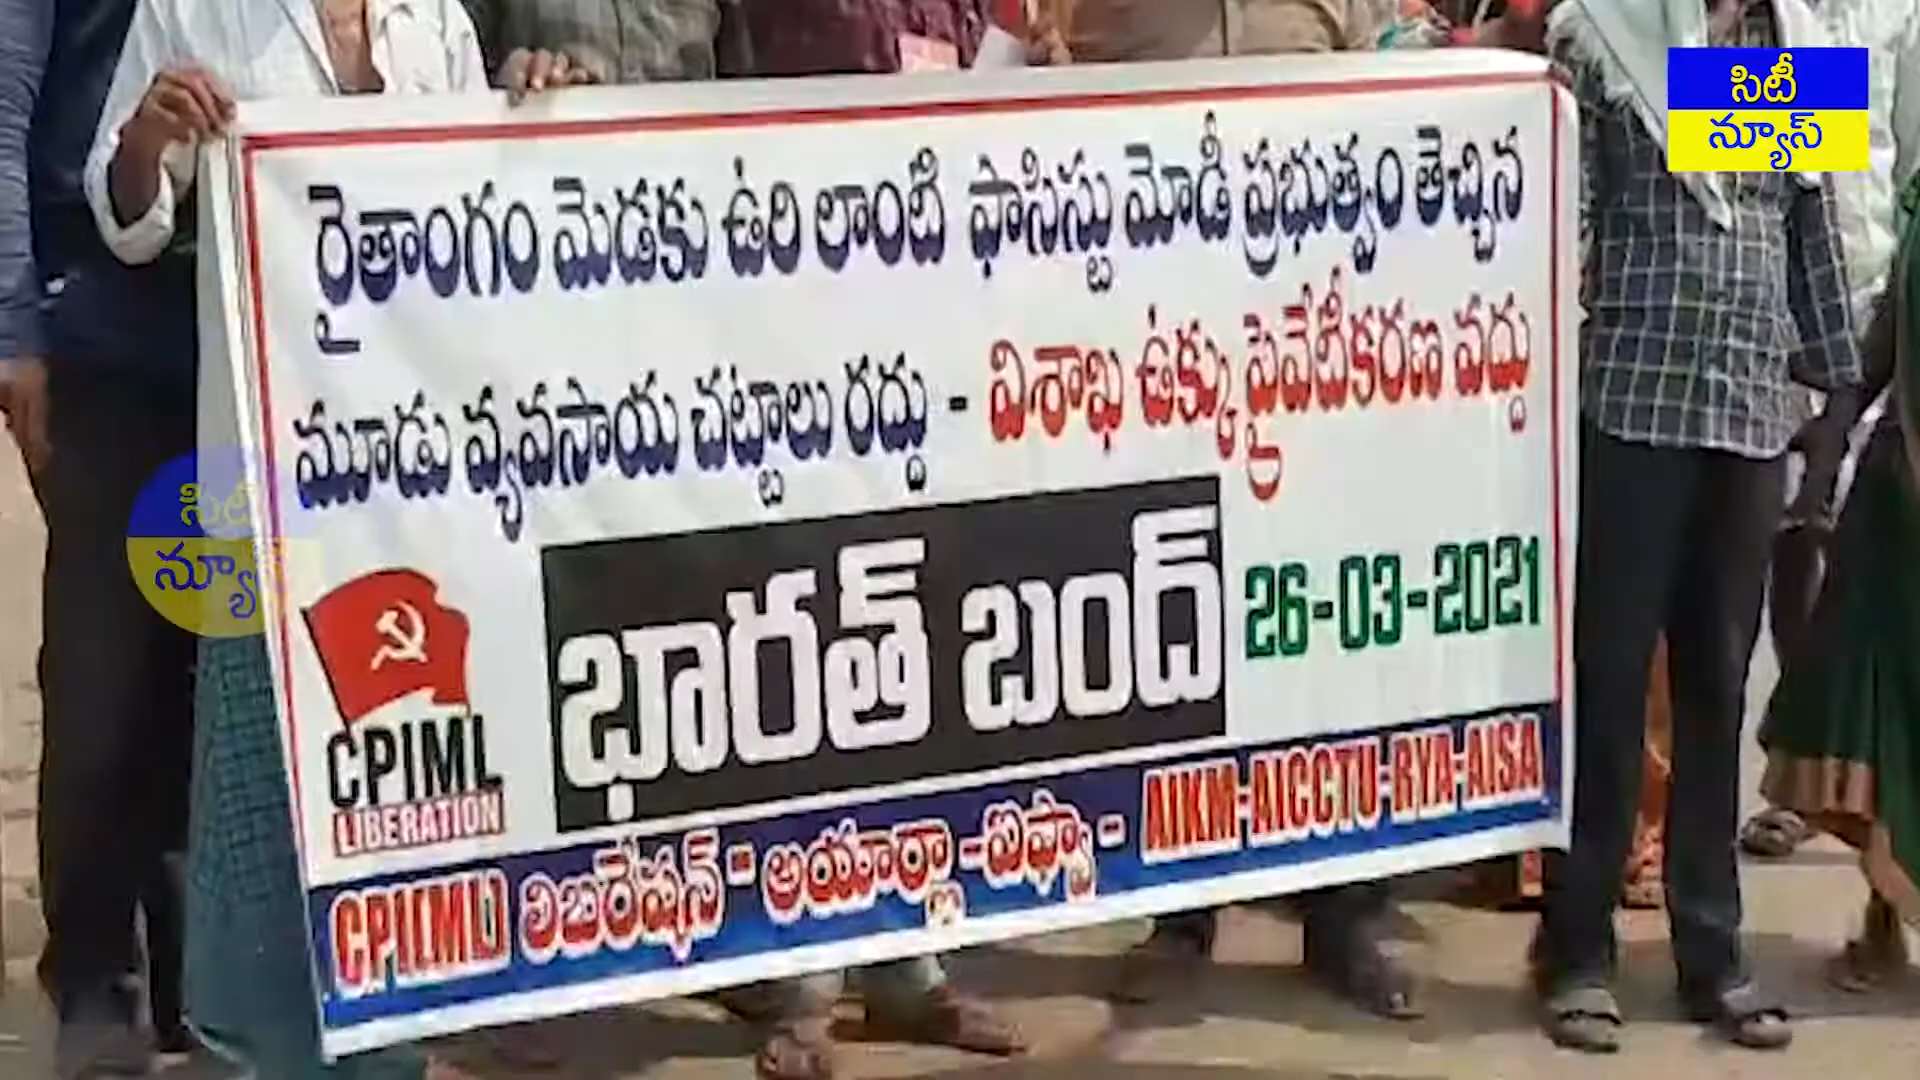 సిటీ
న్యూస్
రైతాంగం మెడకు ఉరి లాంటి ఫాసిస్టు మోడీ ప్రభుత్వం తెచ్చిన
మూడు వ్యవసాయ చట్టాలు రద్దు - విశాఖ ఉక్కు ప్రైవేటీకరణ వద్దు
సిటీ
న్యూస్
భారత్ బంద్ 26-03-2021
CPIML
LIBERATION
CPI(ML) లిబరేషన్ - అయార్లా - ఐఫ్వా - AIKM-AICCTU-RYA-AISA